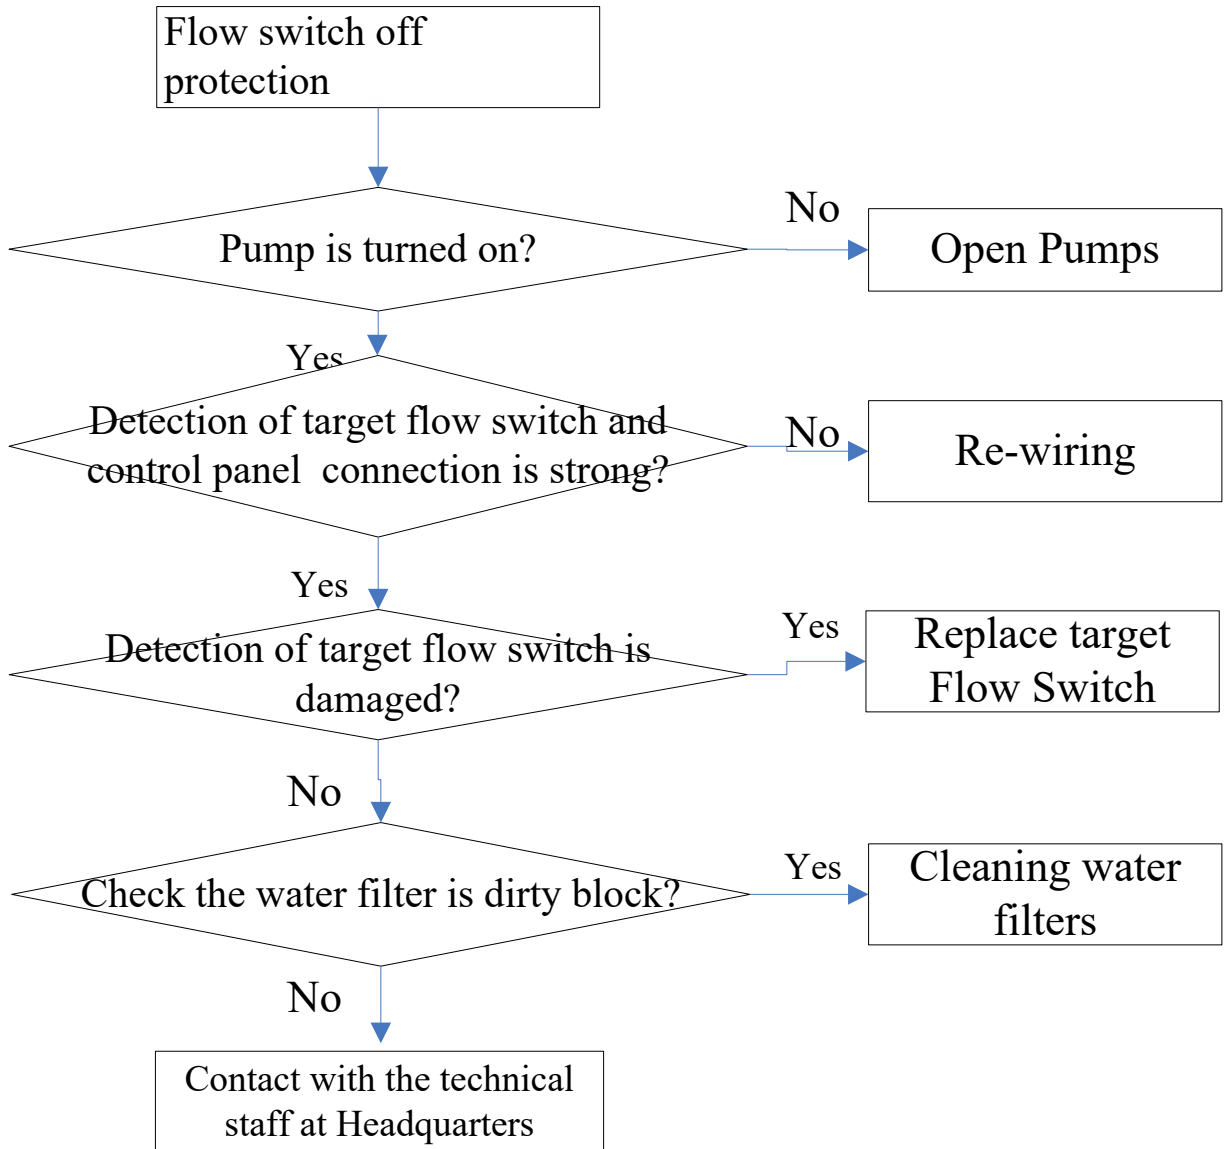 Flow switch off
protection
Pump is turned on?
No
Open Pumps
Yes
Detection of target flow switch and
control panel  connection is strong?
No
Re-wiring
Yes
Detection of target flow switch is
damaged?
Yes
Replace target
Flow Switch
No
Check the water filter is dirty block?
Yes
Cleaning water
filters
No
Contact with the technical
staff at Headquarters